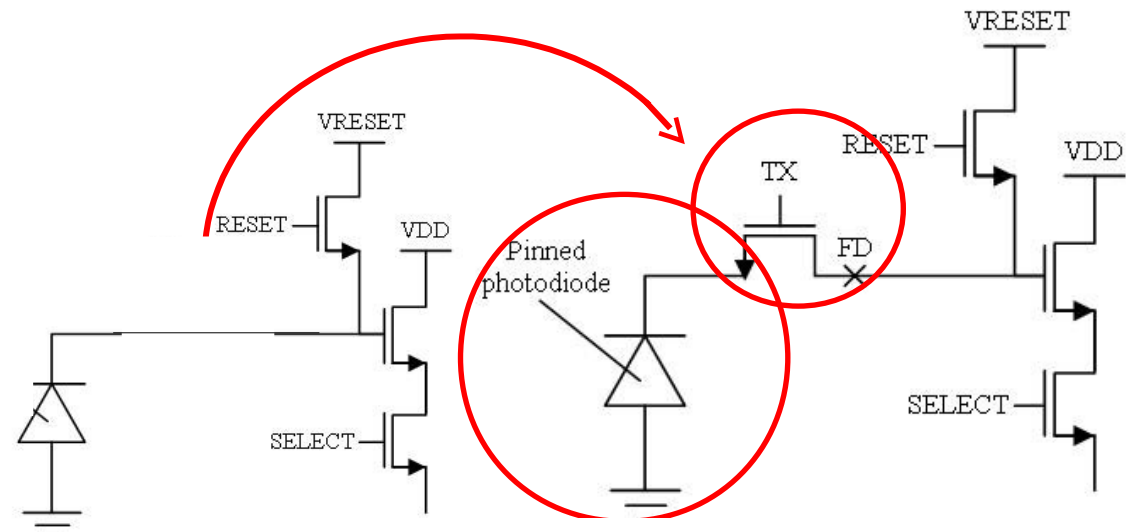 VRESET
RESET
VDD
SELECT
VRESET
RESET
VDD
TX
FD
Pinned
photodiode
SELECT